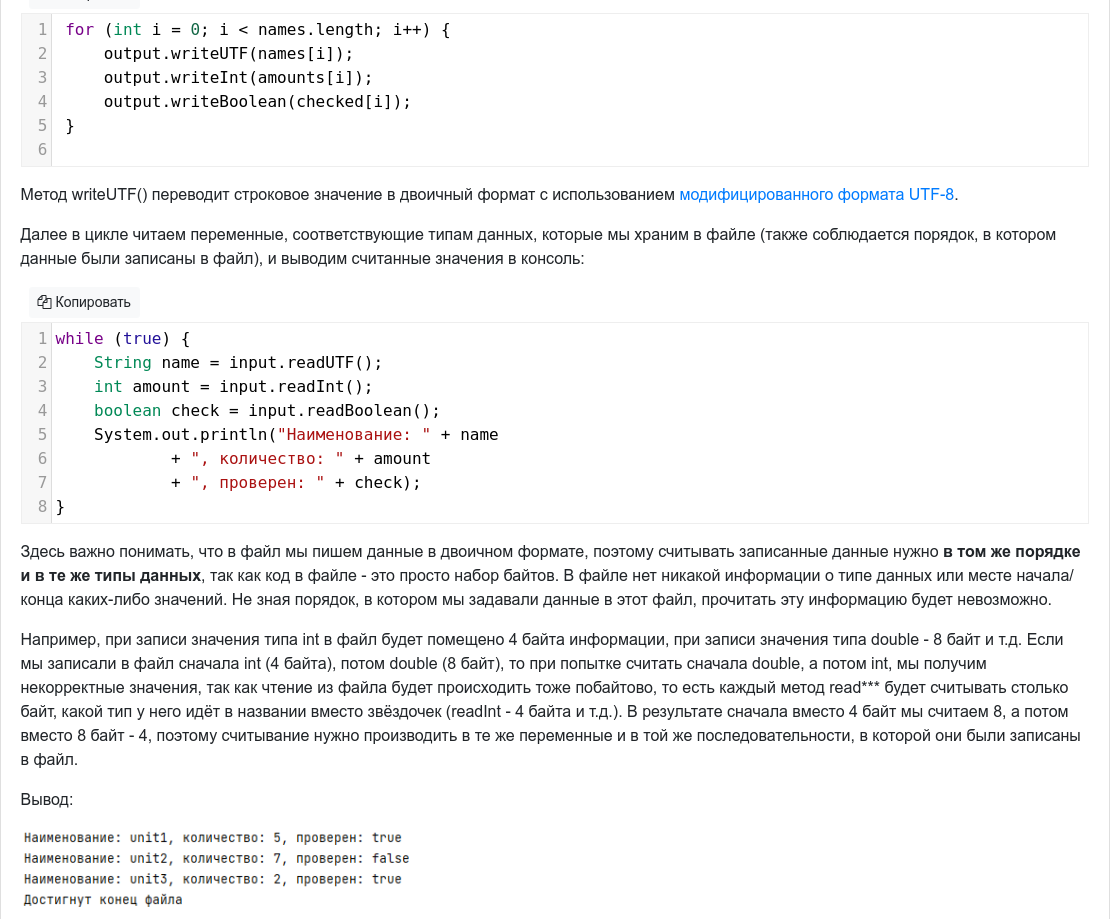 1 for (int i = 0; i < names.length; i++) {
2     output.writeUTF(names[i]);
3     output.writeInt(amounts[i]);
4     output.writeBoolean(checked[i]);
5 }
6
Метод writeUTF() переводит строковое значение в двоичный формат с использованием модифицированного формата UTF-8.
Далее в цикле читаем переменные, соответствующие типам данных, которые мы храним в файле (также соблюдается порядок, в котором
данные были записаны в файл), и выводим считанные значения в консоль:
Копировать
1 while (true) {
2     String name = input.readUTF();
3     int amount = input.readInt();
4     boolean check = input.readBoolean();
5     System.out.println("Наименование: " + name
6             + ", количество: " + amount
7             + ", проверен: " + check);
8 }
Здесь важно понимать, что в файл мы пишем данные в двоичном формате, поэтому считывать записанные данные нужно в том же порядке
и в те же типы данных, так как код в файле - это просто набор байтов. В файле нет никакой информации о типе данных или месте начала/
конца каких-либо значений. Не зная порядок, в котором мы задавали данные в этот файл, прочитать эту информацию будет невозможно.
Например, при записи значения типа int в файл будет помещено 4 байта информации, при записи значения типа double - 8 байт и т.д. Если
мы записали в файл сначала int (4 байта), потом double (8 байт), то при попытке считать сначала double, а потом int, мы получим
некорректные значения, так как чтение из файла будет происходить тоже побайтово, то есть каждый метод read*** будет считывать столько
байт, какой тип у него идёт в названии вместо звёздочек (readInt - 4 байта и т.д.). В результате сначала вместо 4 байт мы считаем 8, а потом
вместо 8 байт - 4, поэтому считывание нужно производить в те же переменные и в той же последовательности, в которой они были записаны
в файл.
Вывод:
Наименование: unit1, количество: 5, проверен: true
Наименование: unit2, количество: 7, проверен: false
Наименование: unit3, количество: 2, проверен: true
Достигнут конец файла